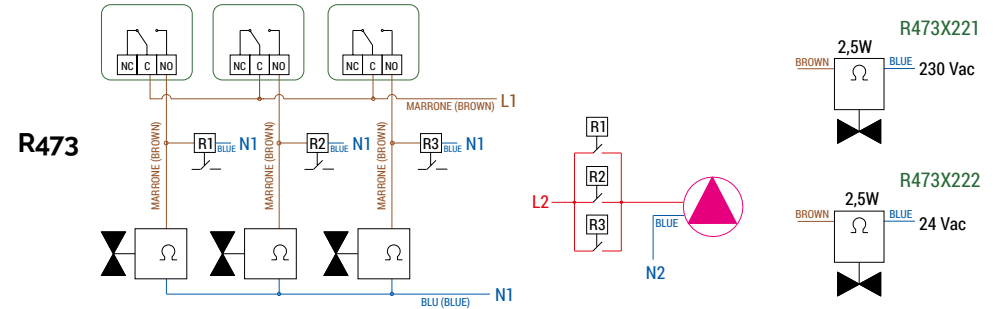 R473
NC C NO
NC C NO
NC C NO
MARRONE (BROWN) L1
MARRONE (BROWN)
R1 BLUE N1
MARRONE (BROWN)
R2 BLUE N1
MARRONE (BROWN)
R3 BLUE N1
Ω
Ω
Ω
BLU (BLUE) N1
R1
R2
R3
L2
BLUE
N2
R473X221
2,5W
BROWN Ω BLUE 230 Vac
R473X222
2,5W
BROWN Ω BLUE 24 Vac